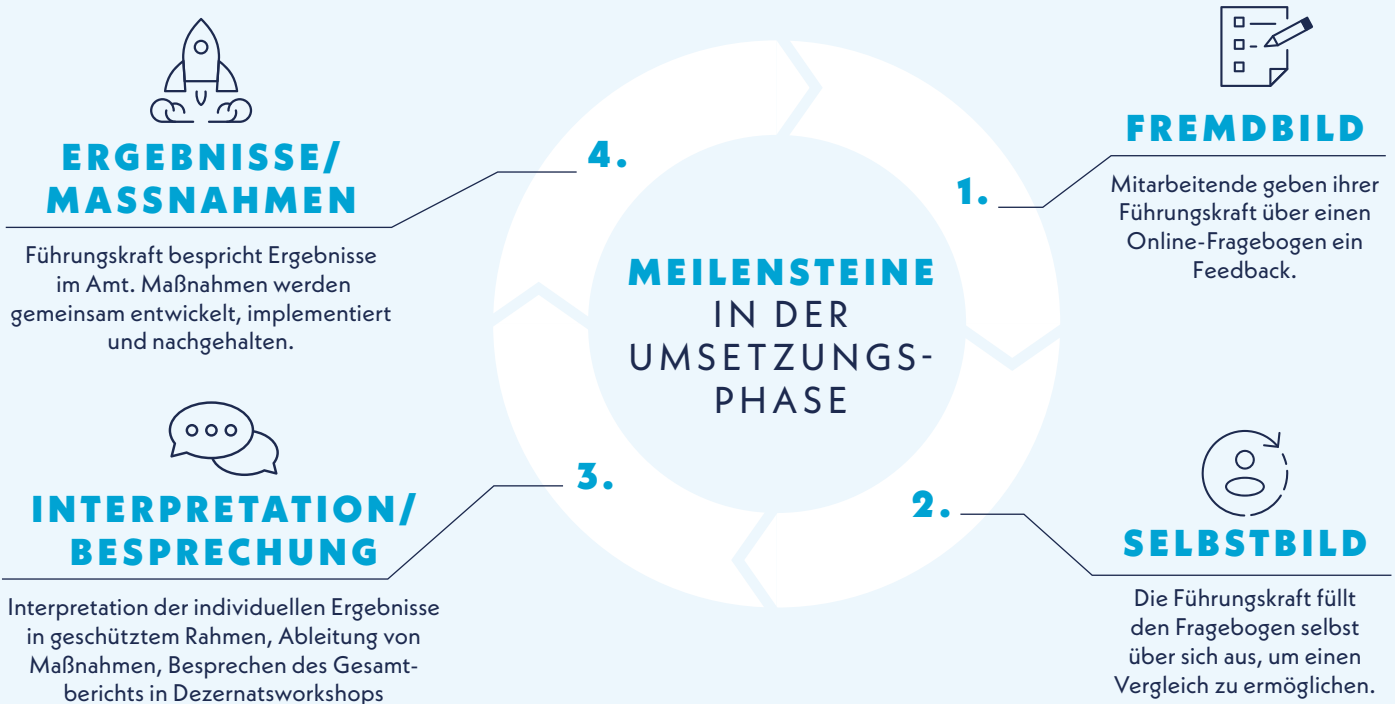 MEILENSTEINE
IN DER
UMSETZUNGS-
PHASE
1.
FREMDBILD
Mitarbeitende geben ihrer
Führungskraft über einen
Online-Fragebogen ein
Feedback.
2.
SELBSTBILD
Die Führungskraft füllt
den Fragebogen selbst
über sich aus, um einen
Vergleich zu ermöglichen.
3.
INTERPRETATION/
BESPRECHUNG
Interpretation der individuellen Ergebnisse
in geschütztem Rahmen, Ableitung von
Maßnahmen, Besprechen des Gesamt-
berichts in Dezernatsworkshops
4.
ERGEBNISSE/
MASSNAHMEN
Führungskraft bespricht Ergebnisse
im Amt. Maßnahmen werden
gemeinsam entwickelt, implementiert
und nachgehalten.